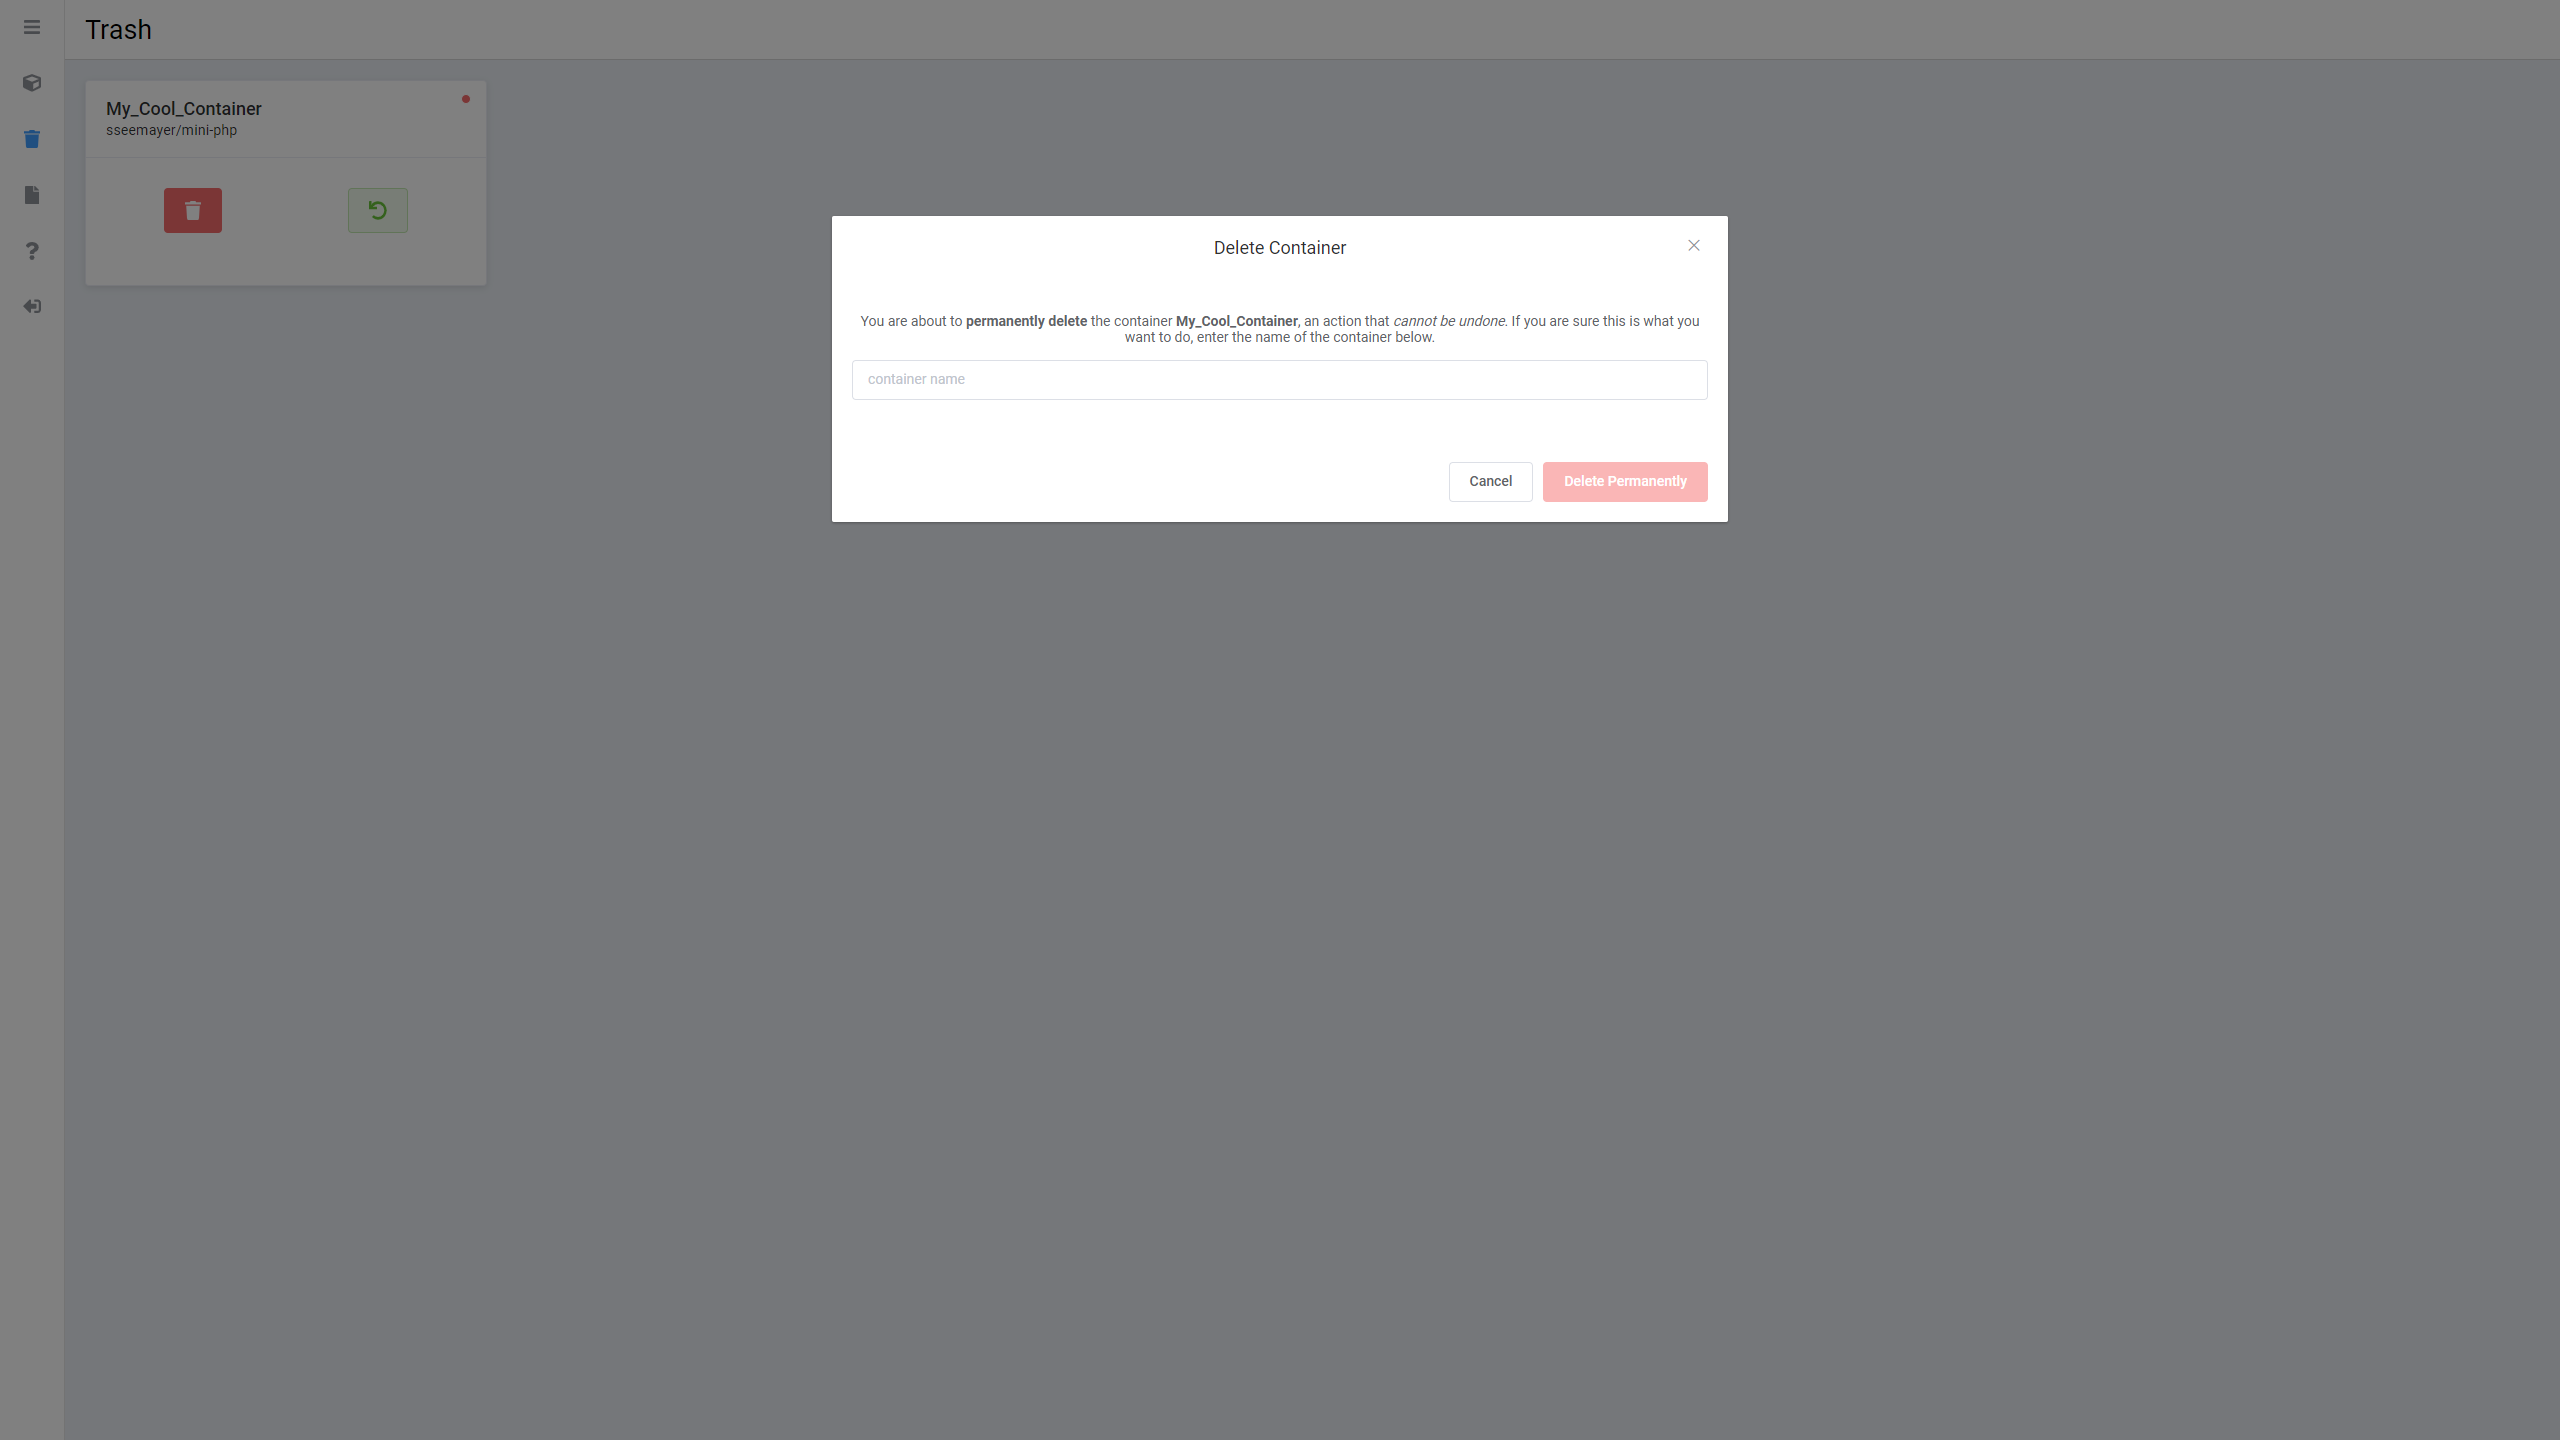 Trash
My_Cool_Container
sseemayer/mini-php
Delete Container
You are about to permanently delete the container My_Cool_Container, an action that cannot be undone. If you are sure this is what you
want to do, enter the name of the container below.
container name
Cancel
Delete Permanently